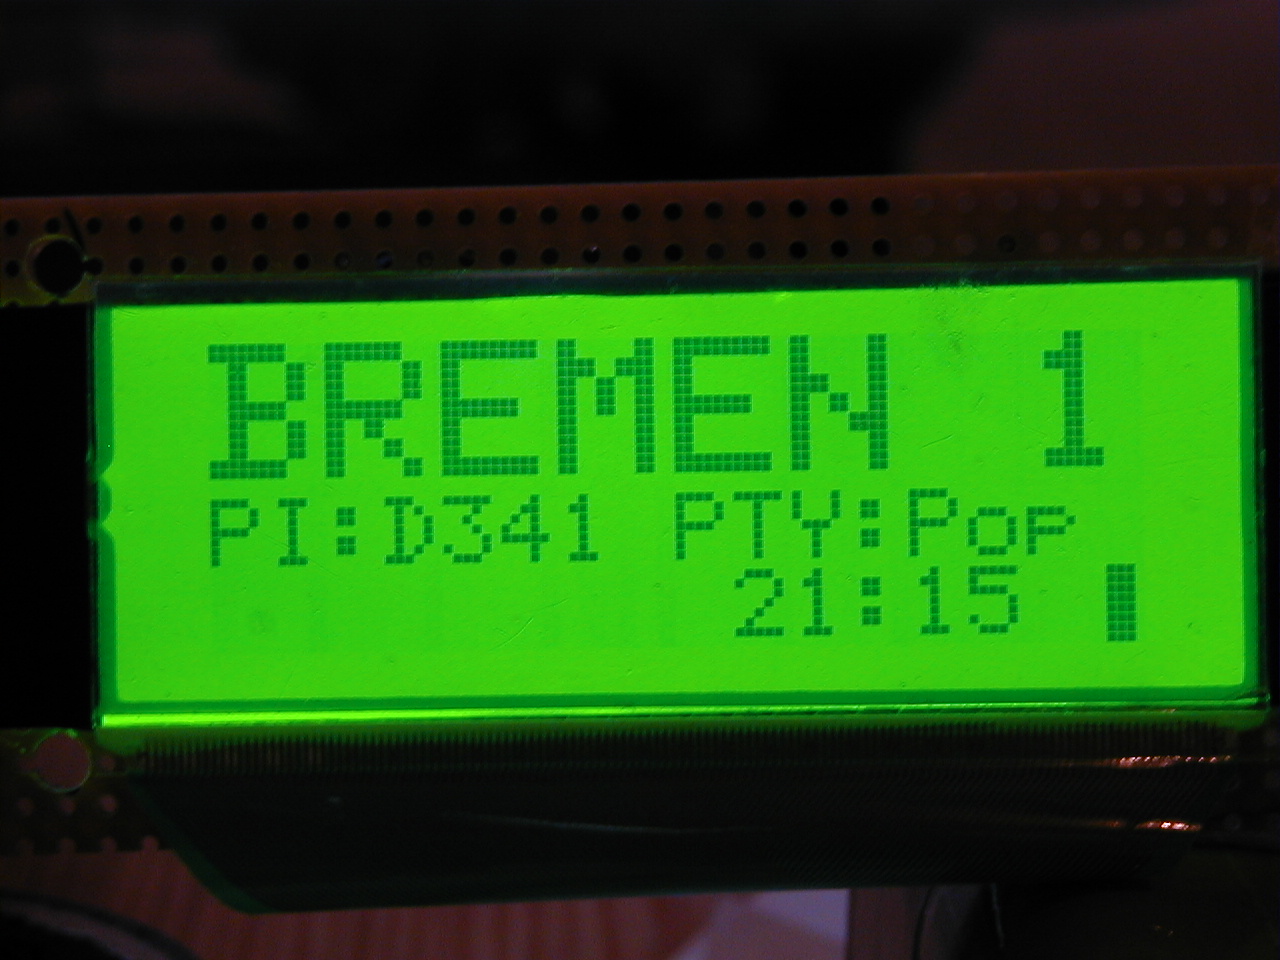 BREMEN 1
PI:D341 PTY:Pop
21:15